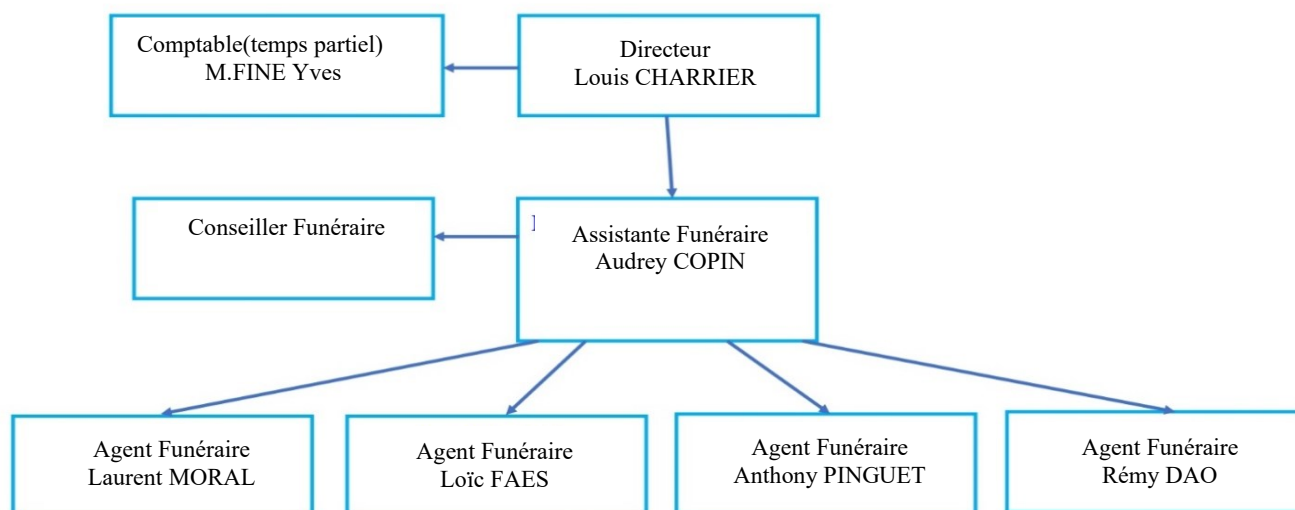 Comptable(temps partiel)
M.FINE Yves
Directeur
Louis CHARRIER
Conseiller Funéraire
]
Assistante Funéraire
Audrey COPIN
Agent Funéraire
Laurent MORAL
Agent Funéraire
Loïc FAES
Agent Funéraire
Anthony PINGUET
Agent Funéraire
Rémy DAO